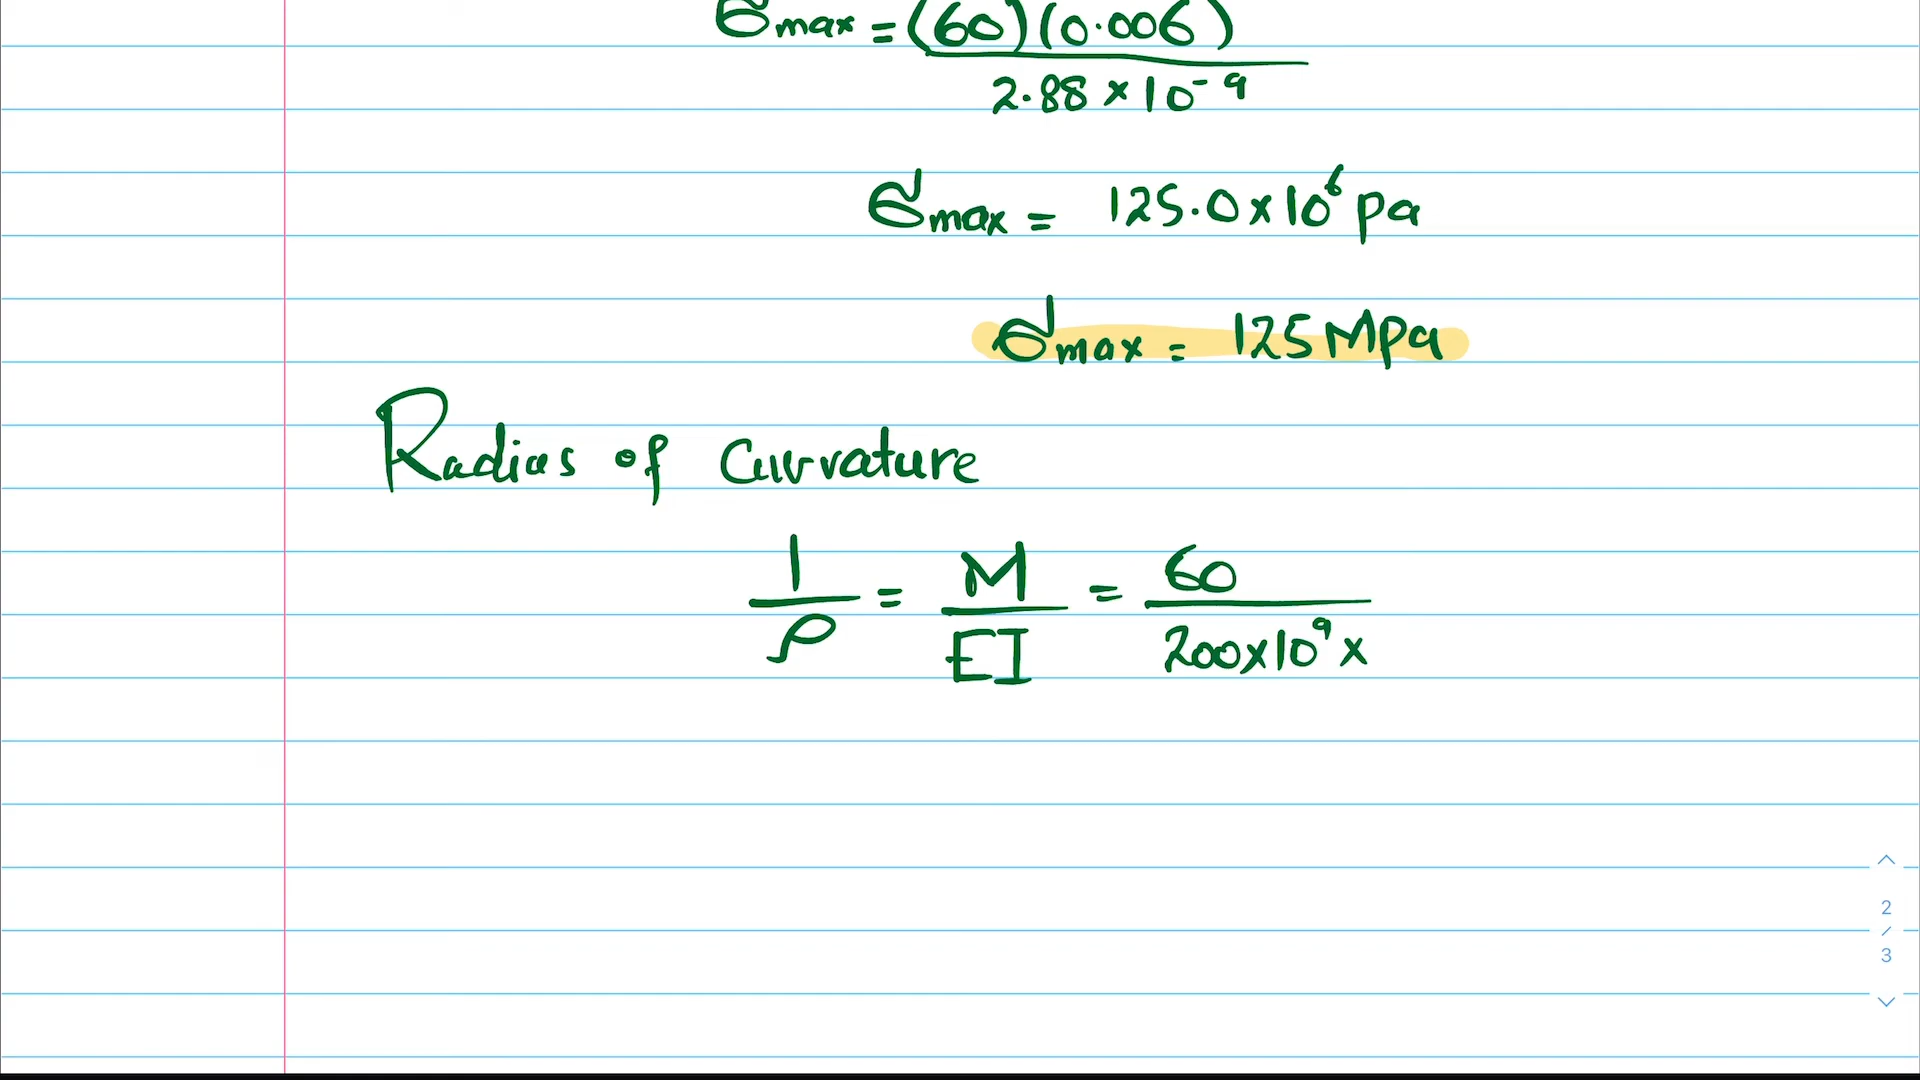 σmax = (60)(0.006)
2.88 × 10⁻⁹
σmax = 125.0×10⁶ pa
σmax = 125 MPa
Radius of Curvature
1/ρ = M/EI = 60/200×10⁹ ×
2
/
3